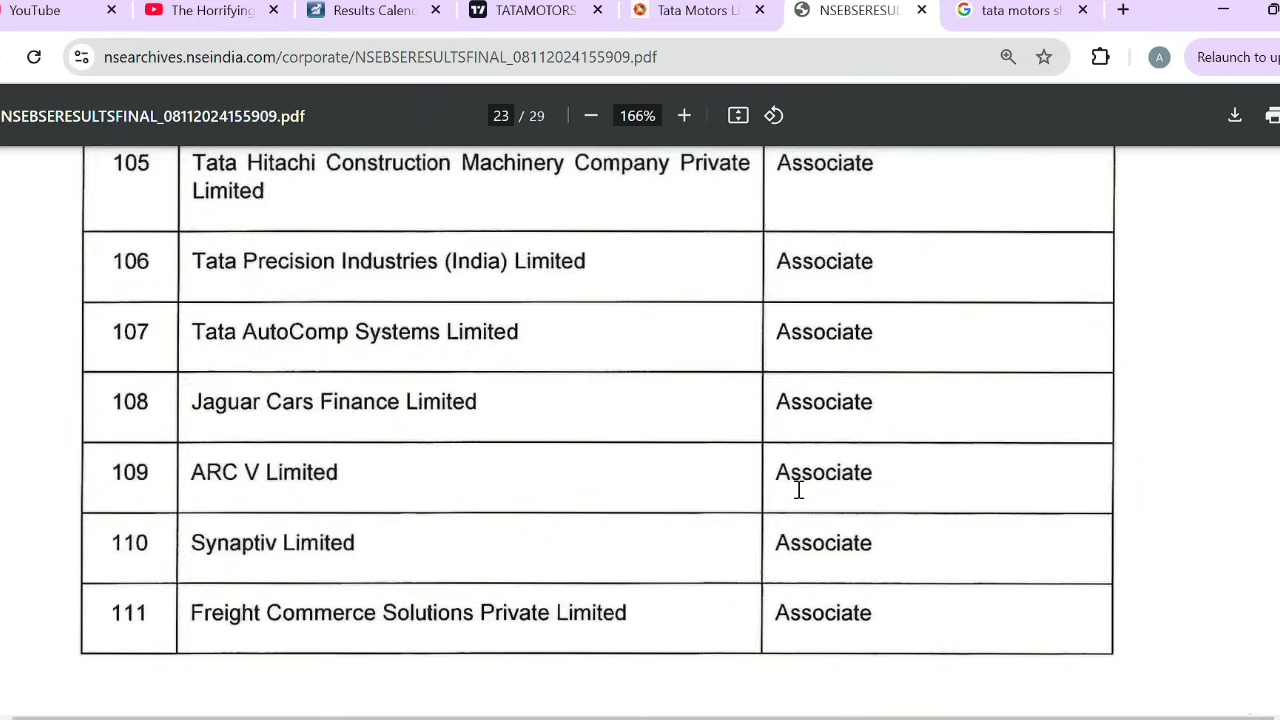 YouTube
The Horrifying
Results Calenc
TATAMOTORS
Tata Motors Li
NSEBSERESUL
tata motors sh
nsearchives.nseindia.com/corporate/NSEBSERESULTSFINAL_08112024155909.pdf
A
Relaunch to up
NSEBSERESULTSFINAL_08112024155909.pdf
23 / 29
166%
105 Tata Hitachi Construction Machinery Company Private Associate
Limited
106 Tata Precision Industries (India) Limited Associate
107 Tata AutoComp Systems Limited Associate
108 Jaguar Cars Finance Limited Associate
109 ARC V Limited Associate
110 Synaptiv Limited Associate
111 Freight Commerce Solutions Private Limited Associate